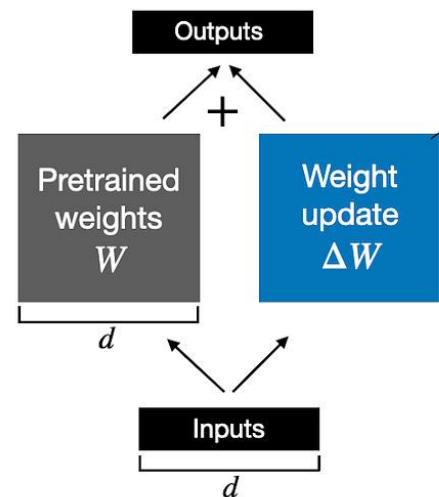 Outputs
+
Pretrained
weights
W
Weight
update
ΔW
d
Inputs
d